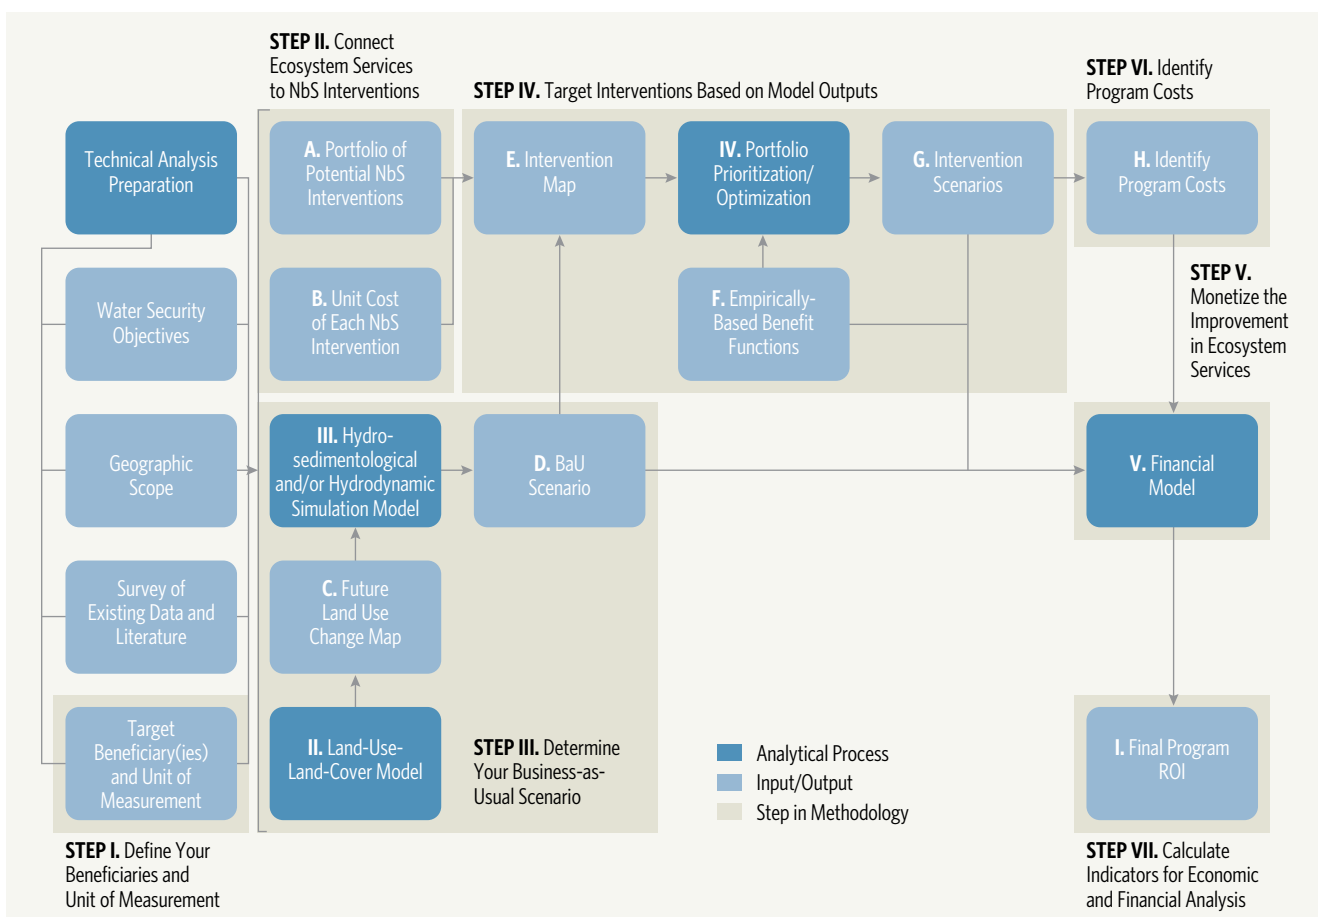 STEP II. Connect
Ecosystem Services
to NbS Interventions
STEP IV. Target Interventions Based on Model Outputs
STEP VI. Identify
Program Costs
Technical Analysis
Preparation
A. Portfolio of
Potential NbS
Interventions
E. Intervention
Map
IV. Portfolio
Prioritization/
Optimization
G. Intervention
Scenarios
H. Identify
Program Costs
Water Security
Objectives
B. Unit Cost
of Each NbS
Intervention
F. Empirically-
Based Benefit
Functions
STEP V.
Monetize the
Improvement
in Ecosystem
Services
Geographic
Scope
III. Hydro-
sedimentological
and/or Hydrodynamic
Simulation Model
D. BaU
Scenario
V. Financial
Model
Survey of
Existing Data and
Literature
C. Future
Land Use
Change Map
Target
Beneficiary(ies)
and Unit of
Measurement
II. Land-Use-
Land-Cover Model
STEP III. Determine
Your Business-as-
Usual Scenario
Analytical Process
Input/Output
Step in Methodology
I. Final Program
ROI
STEP I. Define Your
Beneficiaries and
Unit of Measurement
STEP VII. Calculate
Indicators for Economic
and Financial Analysis